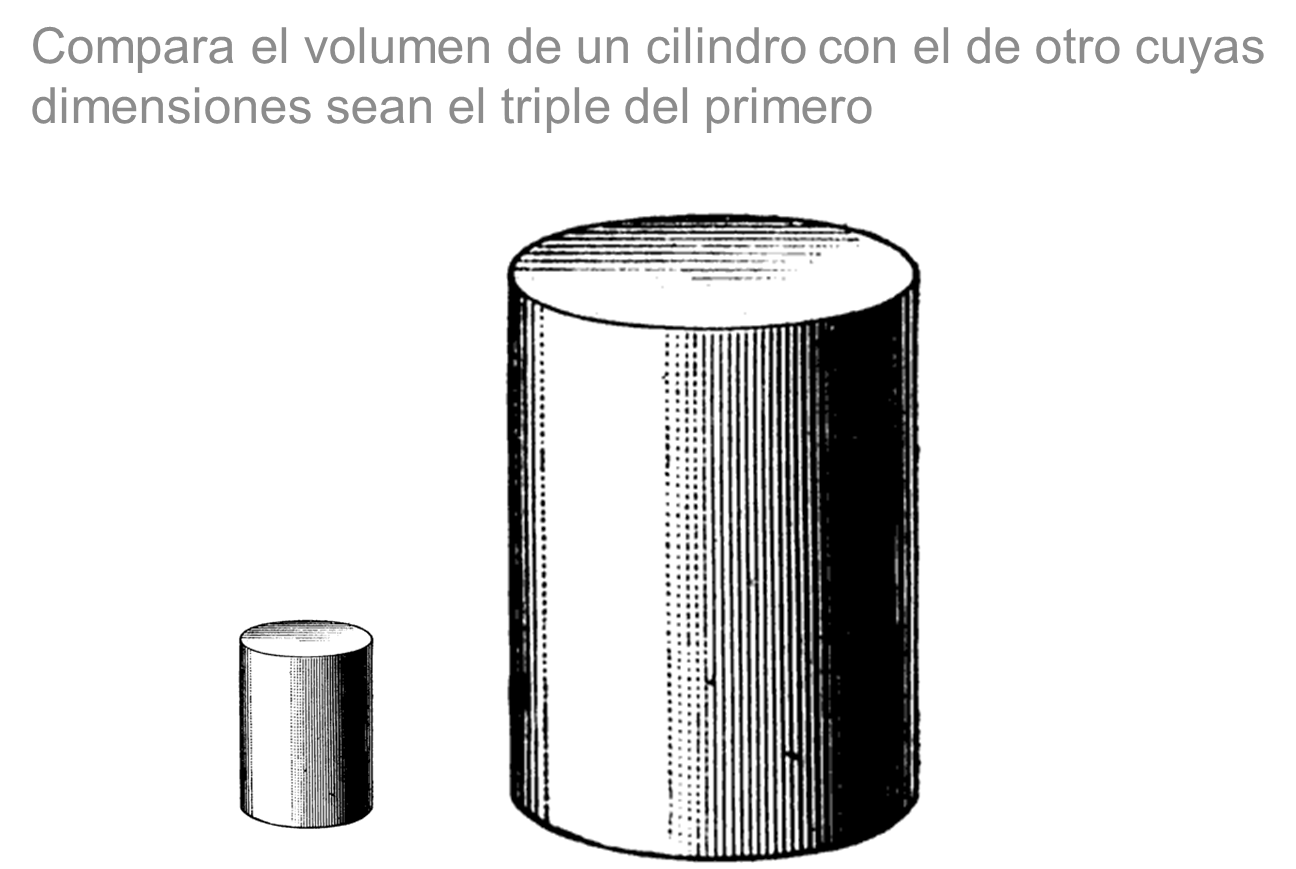 Compara el volumen de un cilindro con el de otro cuyas
dimensiones sean el triple del primero